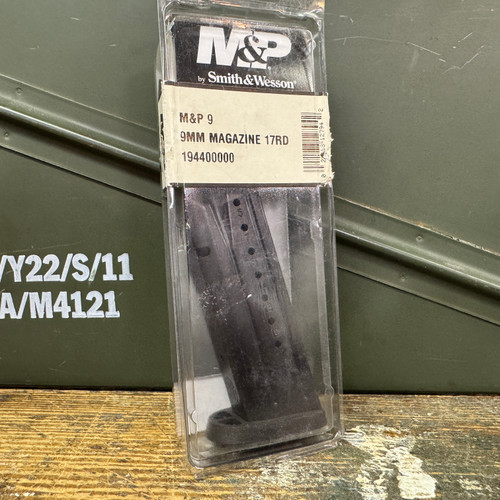 M&P
by Smith&Wesson®
M&P 9
9MM MAGAZINE 17RD
194400000
/Y22/S/11
A/M4121